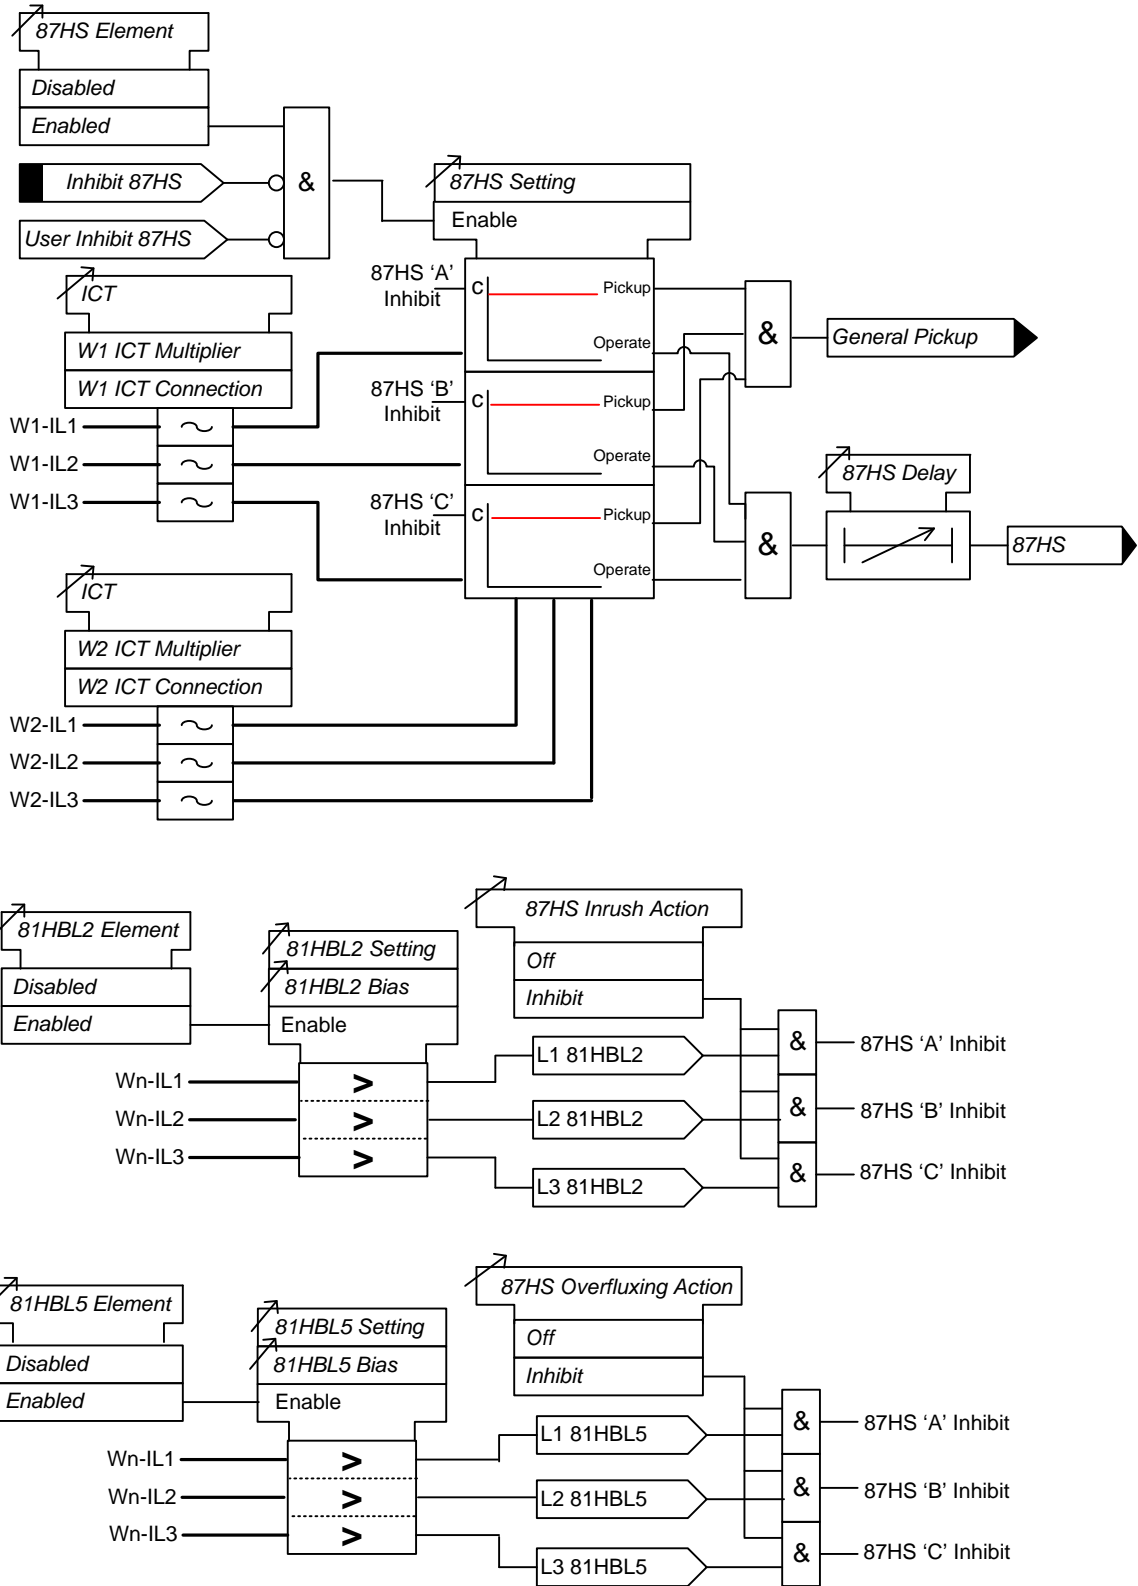 87HS Element
Disabled
Enabled
Inhibit 87HS
User Inhibit 87HS
&
87HS Setting
Enable
ICT
W1 ICT Multiplier
W1 ICT Connection
W1-IL1
W1-IL2
W1-IL3
87HS ‘A’
Inhibit
c
Pickup
Operate
87HS ‘B’
Inhibit
c
Pickup
Operate
87HS ‘C’
Inhibit
c
Pickup
Operate
&
General Pickup
&
87HS Delay
87HS
ICT
W2 ICT Multiplier
W2 ICT Connection
W2-IL1
W2-IL2
W2-IL3
81HBL2 Element
Disabled
Enabled
81HBL2 Setting
81HBL2 Bias
Enable
87HS Inrush Action
Off
Inhibit
Wn-IL1
>
L1 81HBL2
&
87HS ‘A’ Inhibit
Wn-IL2
>
L2 81HBL2
&
87HS ‘B’ Inhibit
Wn-IL3
>
L3 81HBL2
&
87HS ‘C’ Inhibit
81HBL5 Element
Disabled
Enabled
81HBL5 Setting
81HBL5 Bias
Enable
87HS Overfluxing Action
Off
Inhibit
Wn-IL1
>
L1 81HBL5
&
87HS ‘A’ Inhibit
Wn-IL2
>
L2 81HBL5
&
87HS ‘B’ Inhibit
Wn-IL3
>
L3 81HBL5
&
87HS ‘C’ Inhibit